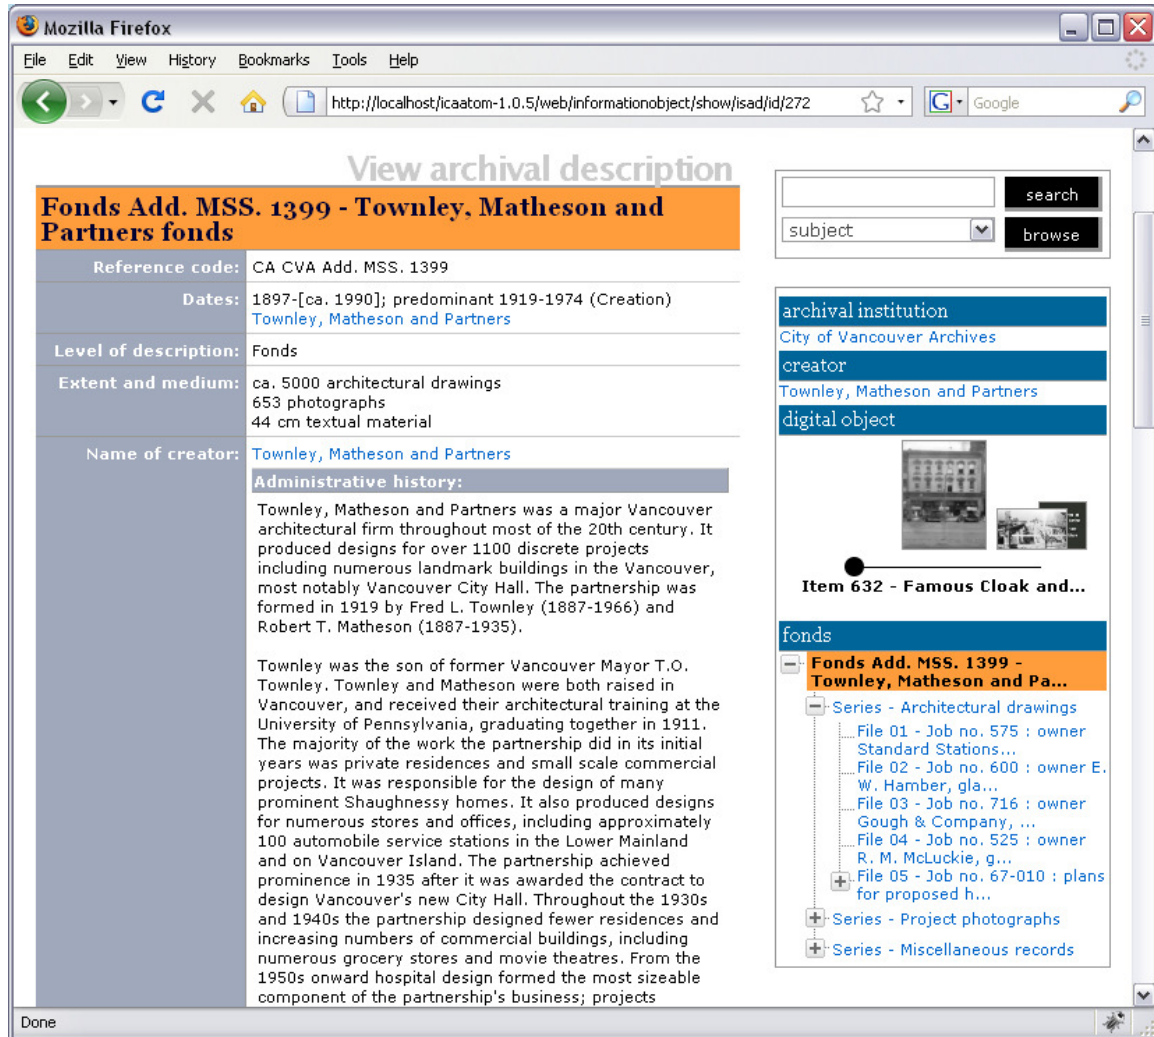 Mozilla Firefox
File Edit View History Bookmarks Tools Help
http://localhost/icaatom-1.0.5/web/informationobject/show/isad/id/272
G Google
View archival description
Fonds Add. MSS. 1399 - Townley, Matheson and
Partners fonds
Reference code: CA CVA Add. MSS. 1399
Dates: 1897-[ca. 1990]; predominant 1919-1974 (Creation)
Townley, Matheson and Partners
Level of description: Fonds
Extent and medium: ca. 5000 architectural drawings
653 photographs
44 cm textual material
Name of creator: Townley, Matheson and Partners
Administrative history:
Townley, Matheson and Partners was a major Vancouver
architectural firm throughout most of the 20th century. It
produced designs for over 1100 discrete projects
including numerous landmark buildings in the Vancouver,
most notably Vancouver City Hall. The partnership was
formed in 1919 by Fred L. Townley (1887-1966) and
Robert T. Matheson (1887-1935).
Townley was the son of former Vancouver Mayor T.O.
Townley. Townley and Matheson were both raised in
Vancouver, and received their architectural training at the
University of Pennsylvania, graduating together in 1911.
The majority of the work the partnership did in its initial
years was private residences and small scale commercial
projects. It was responsible for the design of many
prominent Shaughnessy homes. It also produced designs
for numerous stores and offices, including approximately
100 automobile service stations in the Lower Mainland
and on Vancouver Island. The partnership achieved
prominence in 1935 after it was awarded the contract to
design Vancouver's new City Hall. Throughout the 1930s
and 1940s the partnership designed fewer residences and
increasing numbers of commercial buildings, including
numerous grocery stores and movie theatres. From the
1950s onward hospital design formed the most sizeable
component of the partnership's business; projects
search
subject
browse
archival institution
City of Vancouver Archives
creator
Townley, Matheson and Partners
digital object
Item 632 - Famous Cloak and...
fonds
Fonds Add. MSS. 1399 -
Townley, Matheson and Pa...
Series - Architectural drawings
File 01 - Job no. 575 : owner
Standard Stations...
File 02 - Job no. 600 : owner E.
W. Hamber, gla...
File 03 - Job no. 716 : owner
Gough & Company, ...
File 04 - Job no. 525 : owner
R. M. McLuckie, g...
File 05 - Job no. 67-010 : plans
for proposed h...
Series - Project photographs
Series - Miscellaneous records
Done